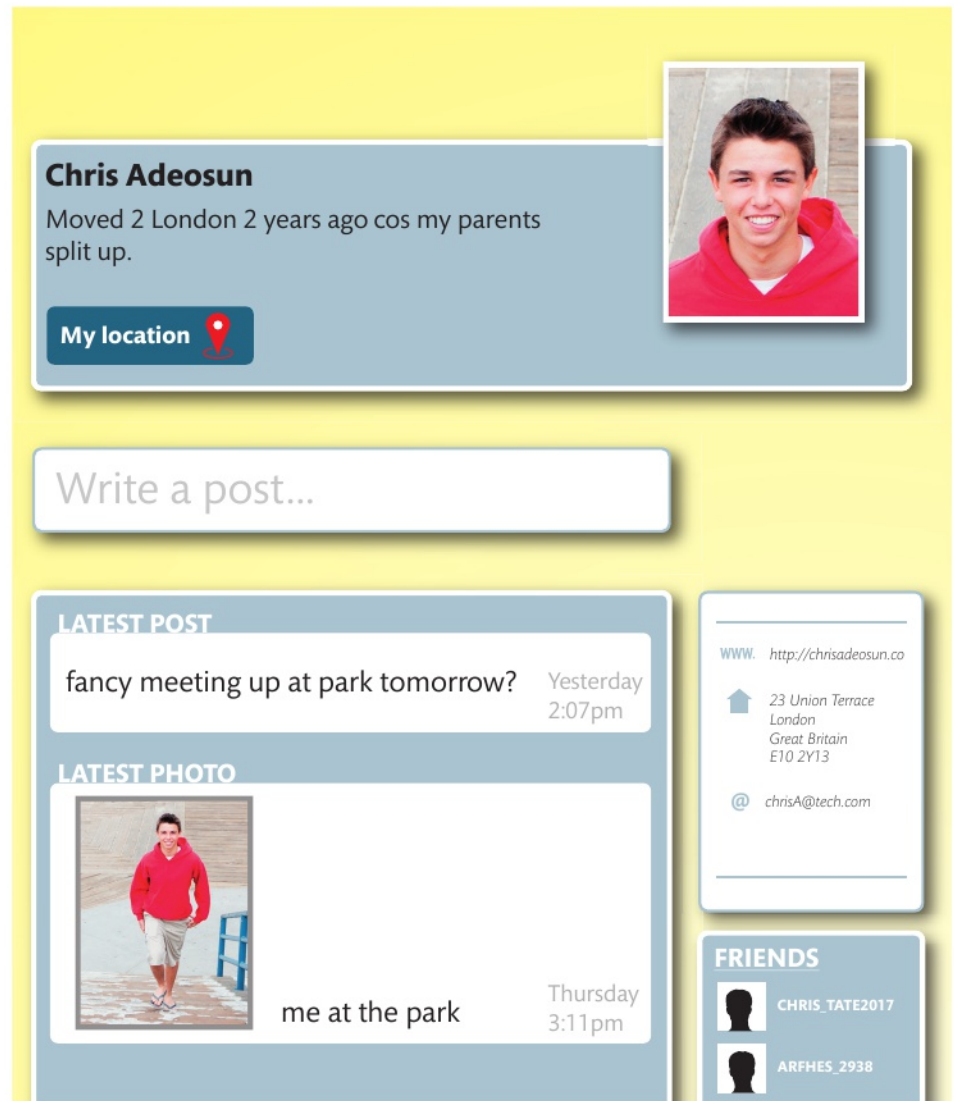 Chris Adeosun
Moved 2 London 2 years ago cos my parents
split up.
My location
Write a post...
LATEST POST
fancy meeting up at park tomorrow?
Yesterday
2:07pm
LATEST PHOTO
me at the park
Thursday
3:11pm
www. http://chrisadeosun.co
23 Union Terrace
London
Great Britain
E10 2Y13
@ chrisA@tech.com
FRIENDS
CHRIS_TATE2017
ARFHES_2938